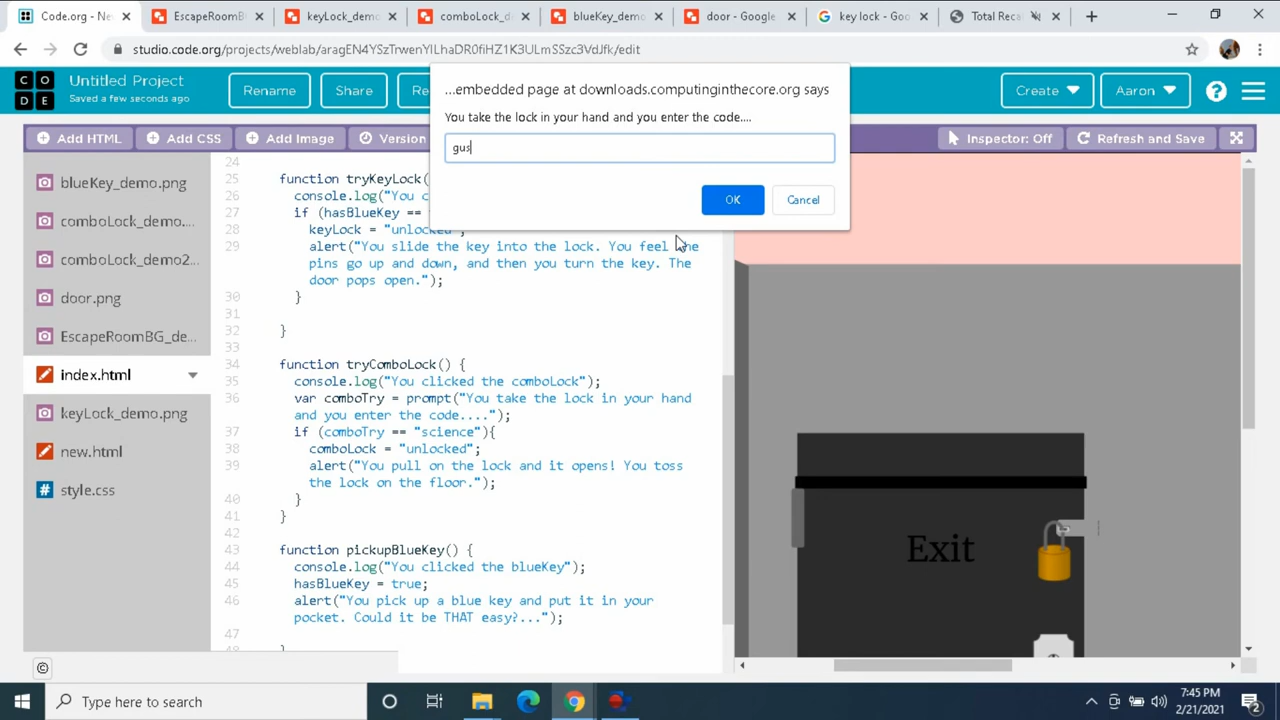 Code.org - Ne
EscapeRoomB
keyLock_demo
comboLock_de
blueKey_demo
door - Google
key lock - Goo
Total Reca
studio.code.org/projects/weblab/aragEN4YSzTrwenYILhaDR0fiHZ1K3ULmSSzc3VdJfk/edit
CO
DE
Untitled Project
Saved a few seconds ago
Rename
Share
Re
Create
Aaron
Add HTML
Add CSS
Add Image
Version
Inspector: Off
Refresh and Save
...embedded page at downloads.computinginthecore.org says
You take the lock in your hand and you enter the code....
gus
OK
Cancel
blueKey_demo.png
comboLock_demo....
comboLock_demo2...
door.png
EscapeRoomBG_de...
index.html
keyLock_demo.png
new.html
style.css
24
25 function tryKeyLock(
26 console.log("You c
27 if (hasBlueKey ==
28 keyLock = "unlocked";
29 alert("You slide the key into the lock. You feel the
pins go up and down, and then you turn the key. The
door pops open.");
30 }
31
32 }
33
34 function tryComboLock() {
35 console.log("You clicked the comboLock");
36 var comboTry = prompt("You take the lock in your hand
and you enter the code....");
37 if (comboTry == "science"){
38 comboLock = "unlocked";
39 alert("You pull on the lock and it opens! You toss
the lock on the floor.");
40 }
41 }
42
43 function pickupBlueKey() {
44 console.log("You clicked the blueKey");
45 hasBlueKey = true;
46 alert("You pick up a blue key and put it in your
pocket. Could it be THAT easy?...");
47
48 }
Exit
Type here to search
7:45 PM
2/21/2021
2